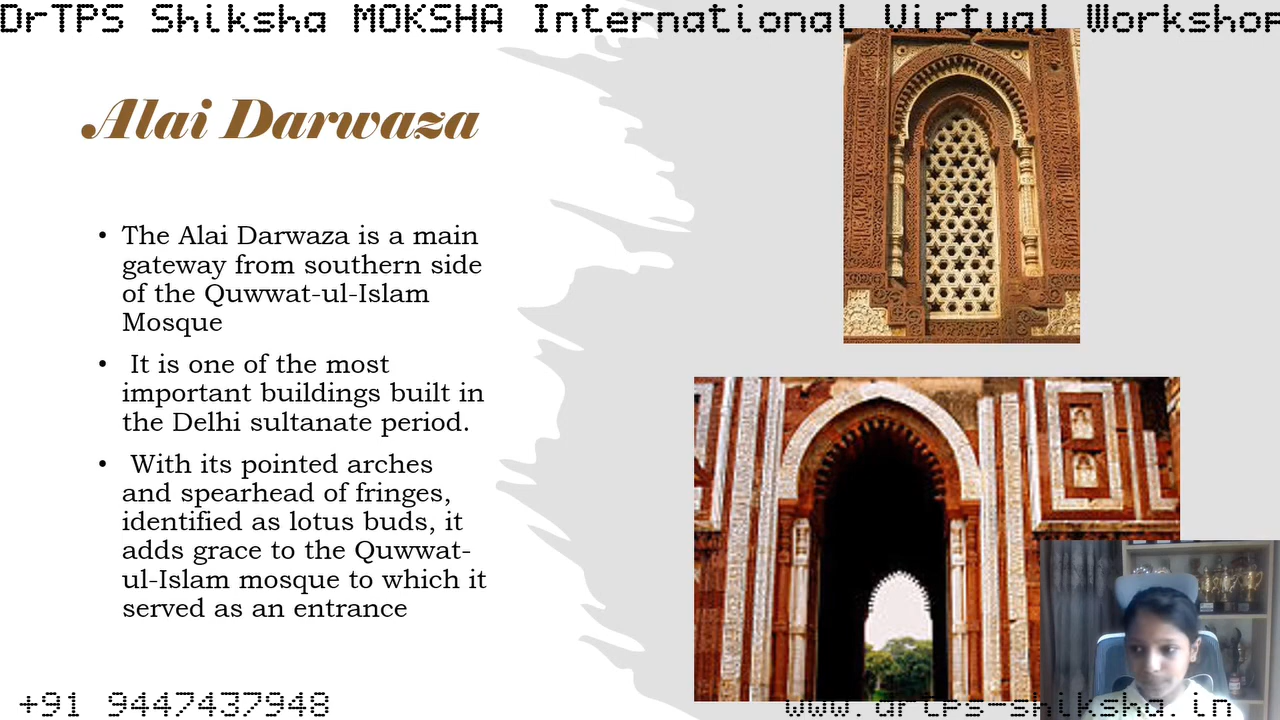 DrTPS Shiksha MOKSHA International Virtual Workshop
Alai Darwaza
• The Alai Darwaza is a main
gateway from southern side
of the Quwwat-ul-Islam
Mosque
• It is one of the most
important buildings built in
the Delhi sultanate period.
• With its pointed arches
and spearhead of fringes,
identified as lotus buds, it
adds grace to the Quwwat-
ul-Islam mosque to which it
served as an entrance
+91 9447437948
www.drtps-shiksha.in